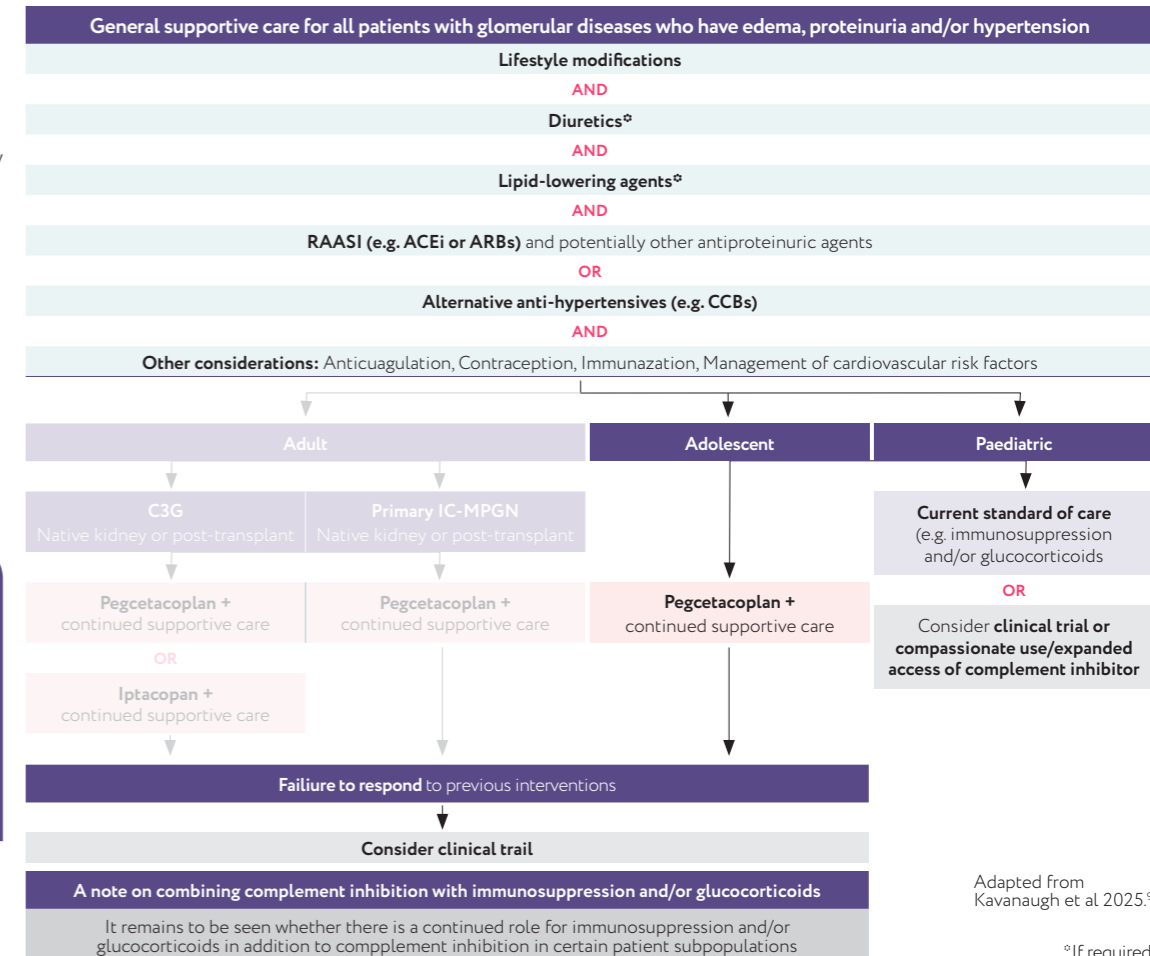 General supportive care for all patients with glomerular diseases who have edema, proteinuria and/or hypertension
Lifestyle modifications
AND
Diuretics*
AND
Lipid-lowering agents*
AND
RAASI (e.g. ACEi or ARBs) and potentially other antiproteinuric agents
OR
Alternative anti-hypertensives (e.g. CCBs)
AND
Other considerations: Anticuagulation, Contraception, Immunazation, Management of cardiovascular risk factors
Adult
Adolescent
Paediatric
C3G
Native kidney or post-transplant
Primary IC-MPGN
Native kidney or post-transplant
Current standard of care
(e.g. immunosuppression
and/or glucocorticoids
Pegcetacoplan +
continued supportive care
Pegcetacoplan +
continued supportive care
Pegcetacoplan +
continued supportive care
OR
Consider clinical trial or
compassionate use/expanded
access of complement inhibitor
OR
Iptacopan +
continued supportive care
Failiure to respond to previous interventions
Consider clinical trail
A note on combining complement inhibition with immunosuppression and/or glucocorticoids
It remains to be seen whether there is a continued role for immunosuppression and/or
glucocorticoids in addition to compplement inhibition in certain patient subpopulations
Adapted from
Kavanaugh et al 2025.
*If required